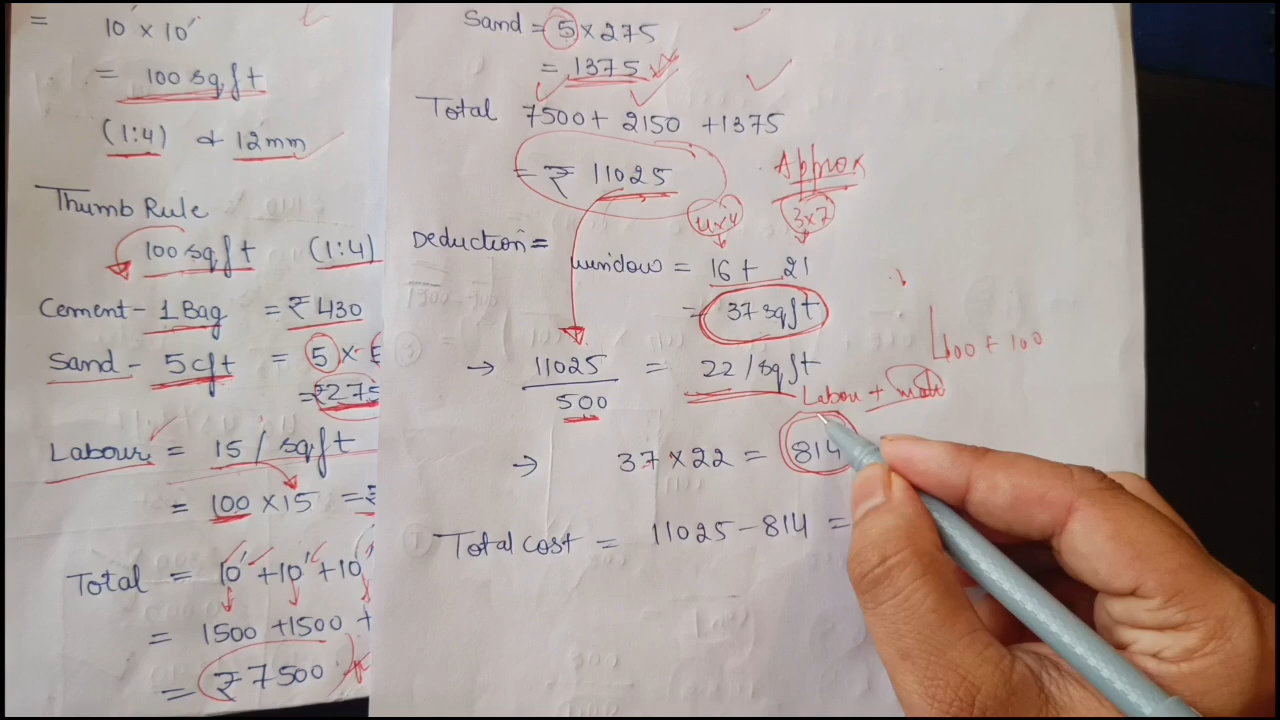 =
10' × 10'
= 100 sq.ft
(1:4) & 12mm
Thumb Rule
100 sq.ft (1:4)
Cement - 1 Bag = ₹ 430
Sand - 5 cft = 5 ×
= ₹275
Labour = 15 / sq.ft
= 100 × 15 = ₹
Total = 10' + 10' + 10'
= 1500 + 1500 +
= ₹ 7500
Sand = 5 × 275
= 1375
Total 7500 + 2150 + 1375
= ₹ 11025
Approx
4×4 3×7
Deduction =
window = 16 + 21
= 37 sq.ft
100 + 100
→ 11025 / 500 = 22 / sq.ft
Labou +
→ 37 × 22 = 814
Total cost = 11025 - 814 =